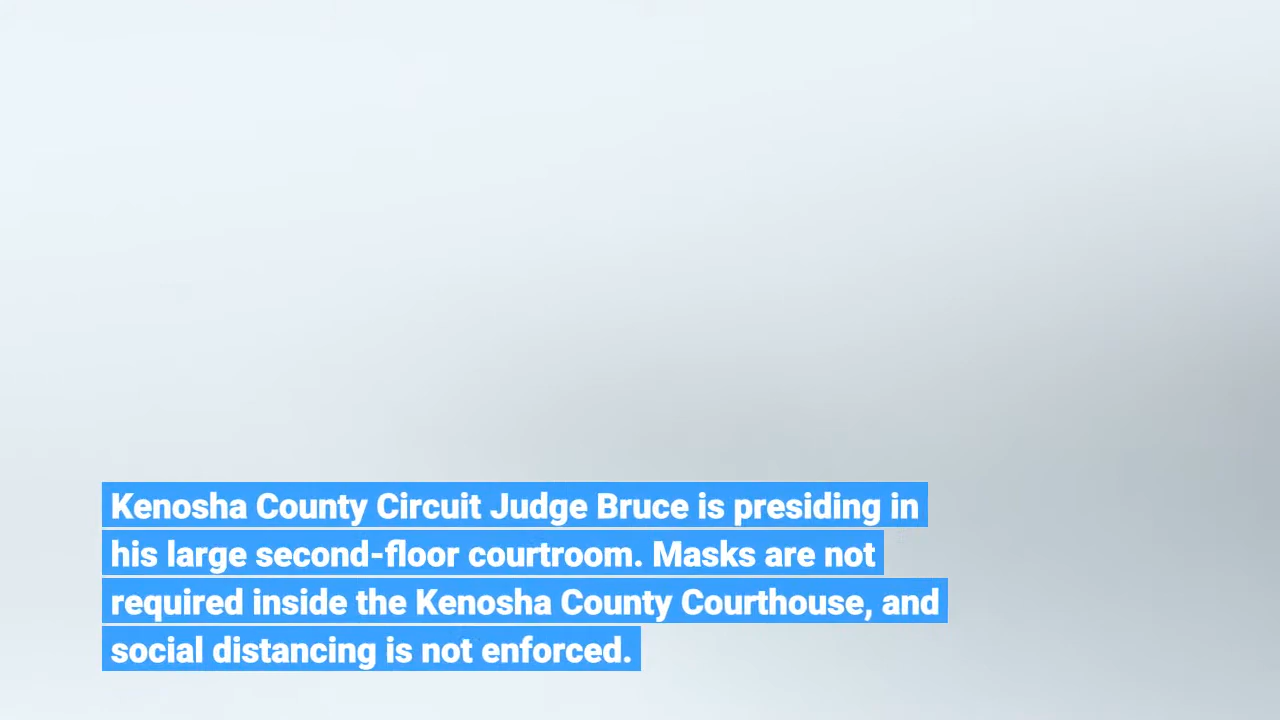 Kenosha County Circuit Judge Bruce is presiding in
his large second-floor courtroom. Masks are not
required inside the Kenosha County Courthouse, and
social distancing is not enforced.